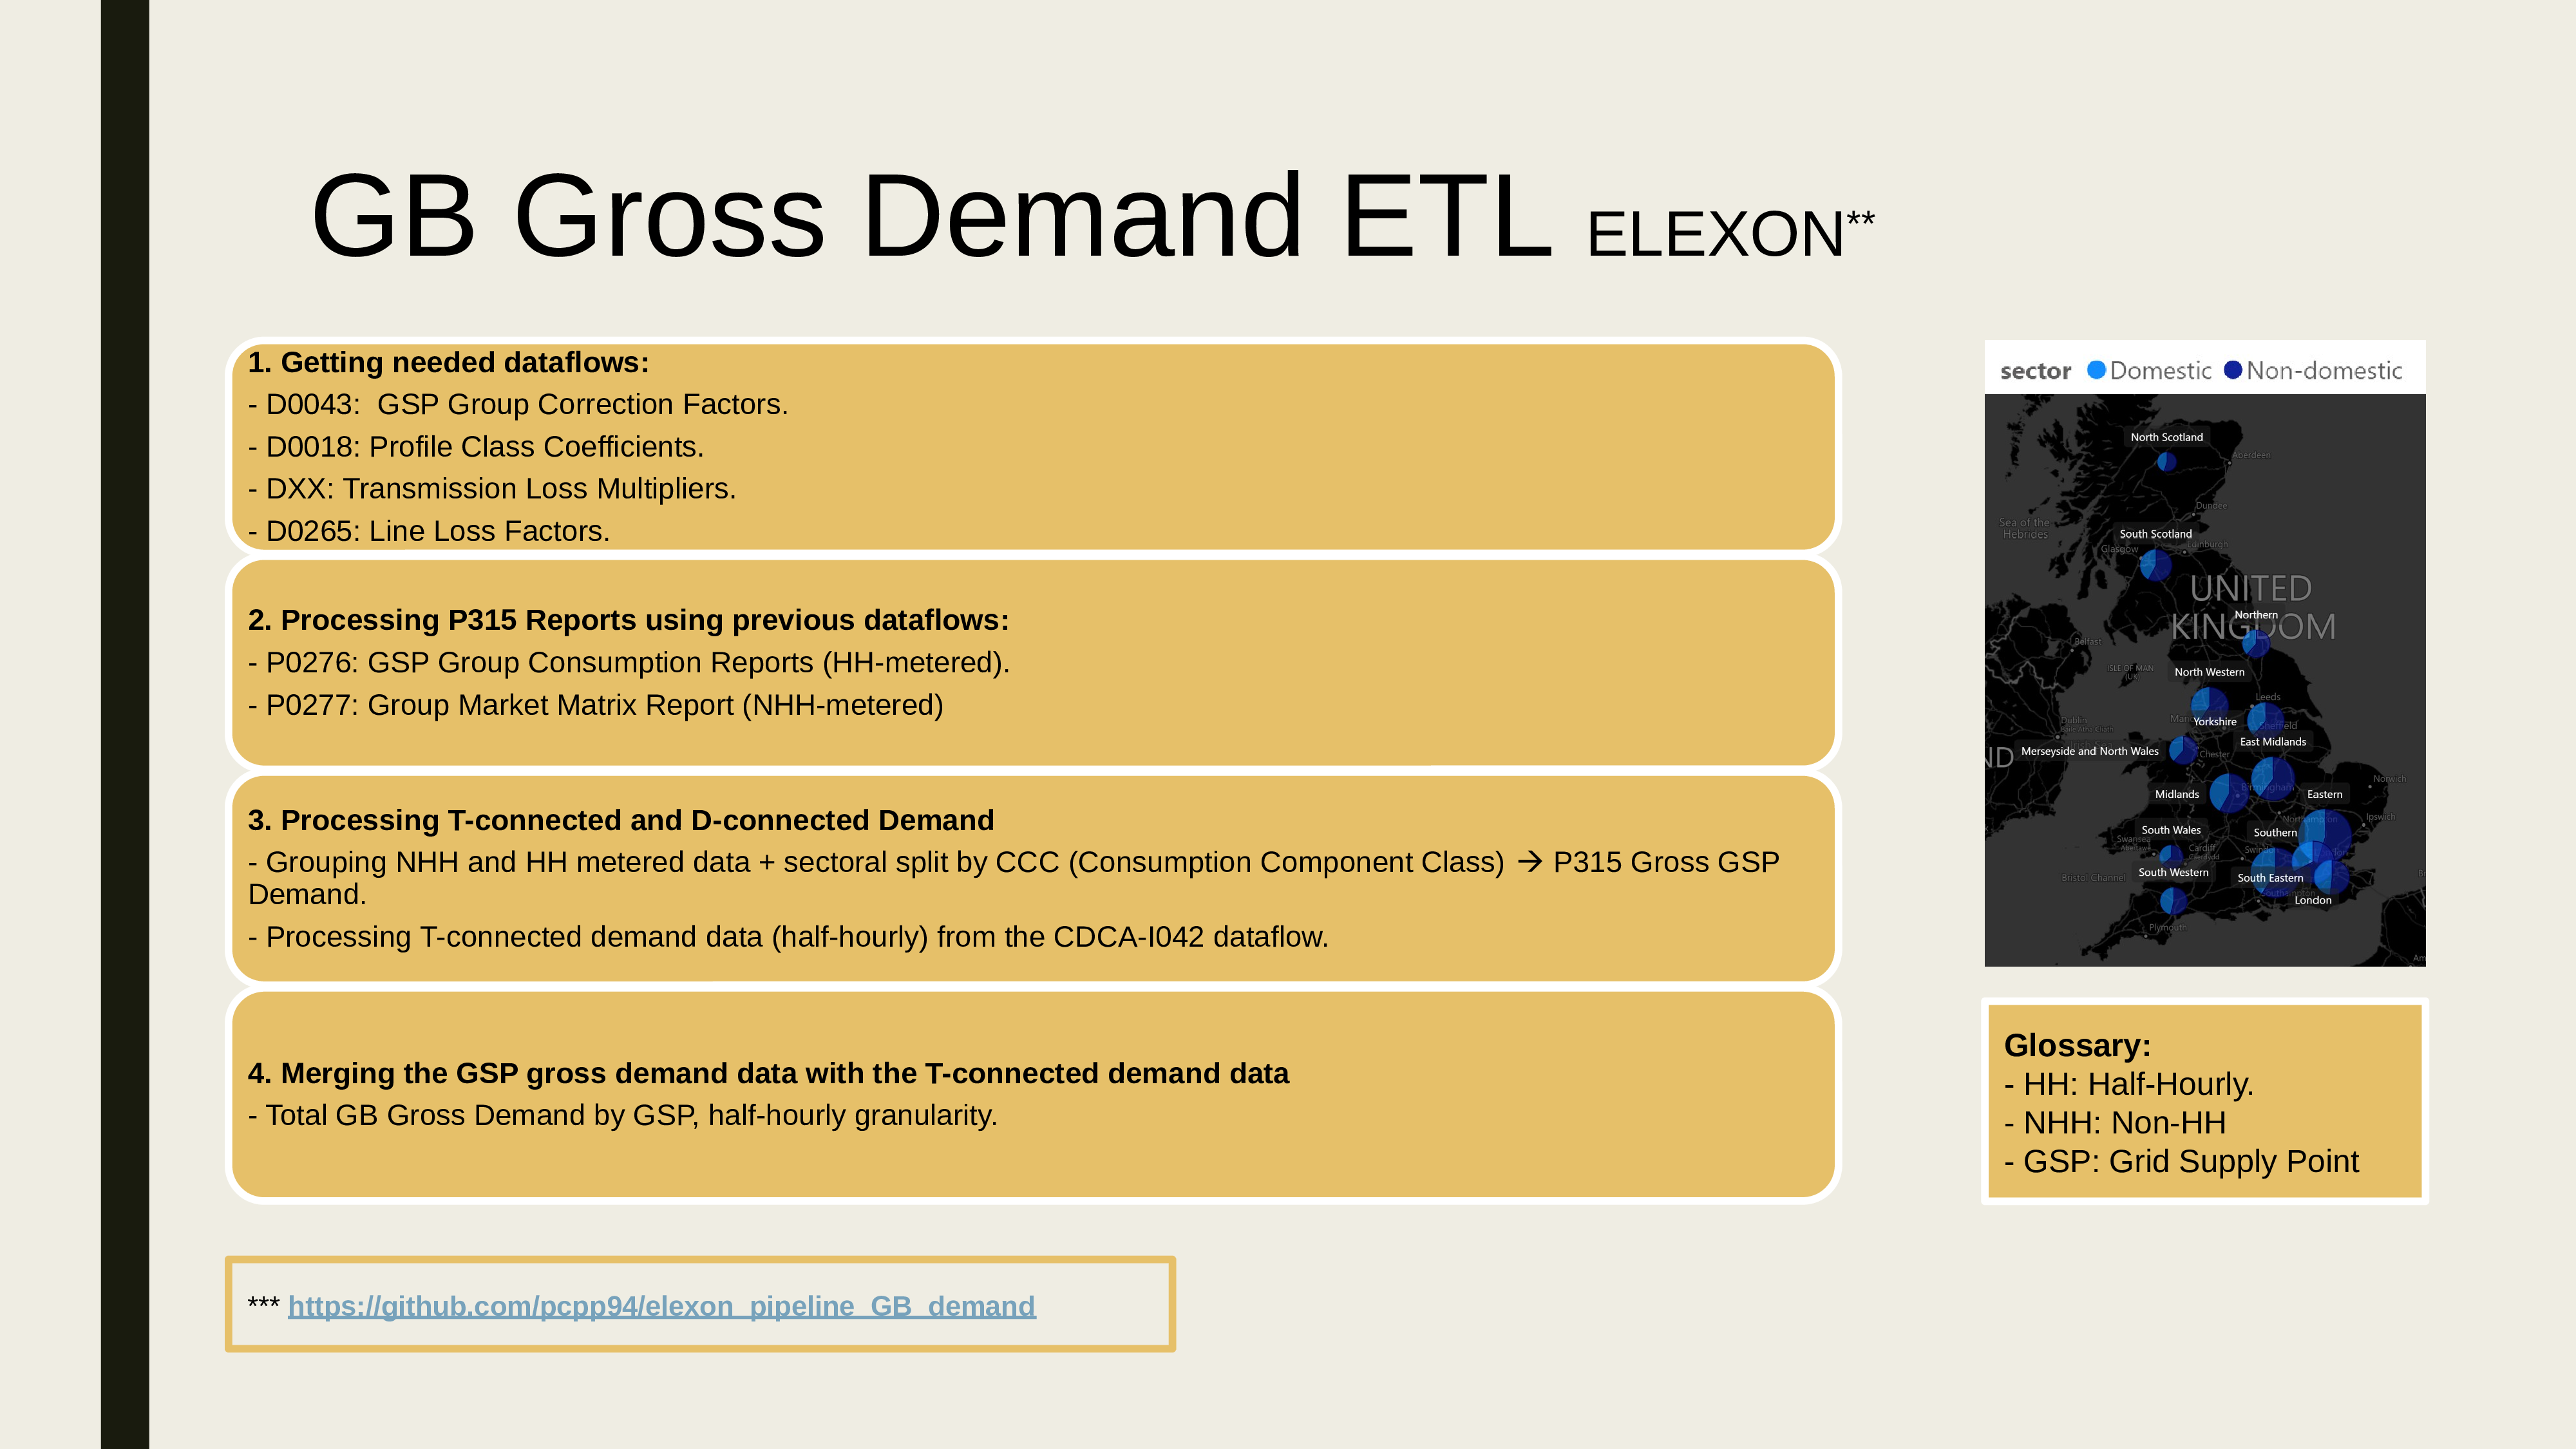 GB Gross Demand ETL ELEXON**
1. Getting needed dataflows:
- D0043:  GSP Group Correction Factors.
- D0018: Profile Class Coefficients.
- DXX: Transmission Loss Multipliers.
- D0265: Line Loss Factors.
2. Processing P315 Reports using previous dataflows:
- P0276: GSP Group Consumption Reports (HH-metered).
- P0277: Group Market Matrix Report (NHH-metered)
3. Processing T-connected and D-connected Demand
- Grouping NHH and HH metered data + sectoral split by CCC (Consumption Component Class) → P315 Gross GSP
Demand.
- Processing T-connected demand data (half-hourly) from the CDCA-I042 dataflow.
4. Merging the GSP gross demand data with the T-connected demand data
- Total GB Gross Demand by GSP, half-hourly granularity.
*** https://github.com/pcpp94/elexon_pipeline_GB_demand
sector Domestic Non-domestic
North Scotland
Aberdeen
Dundee
Sea of the
Hebrides
South Scotland
Glasgow
UNITED
KINGDOM
Northern
Belfast
ISLE OF MAN
(UK)
North Western
Leeds
Dublin
Yorkshire
East Midlands
Merseyside and North Wales
Chester
Norwich
Midlands
Birmingham
Eastern
Northampton
Ipswich
South Wales
Southern
Swansea
Cardiff
Bristol Channel
South Western
South Eastern
London
Plymouth
Glossary:
- HH: Half-Hourly.
- NHH: Non-HH
- GSP: Grid Supply Point